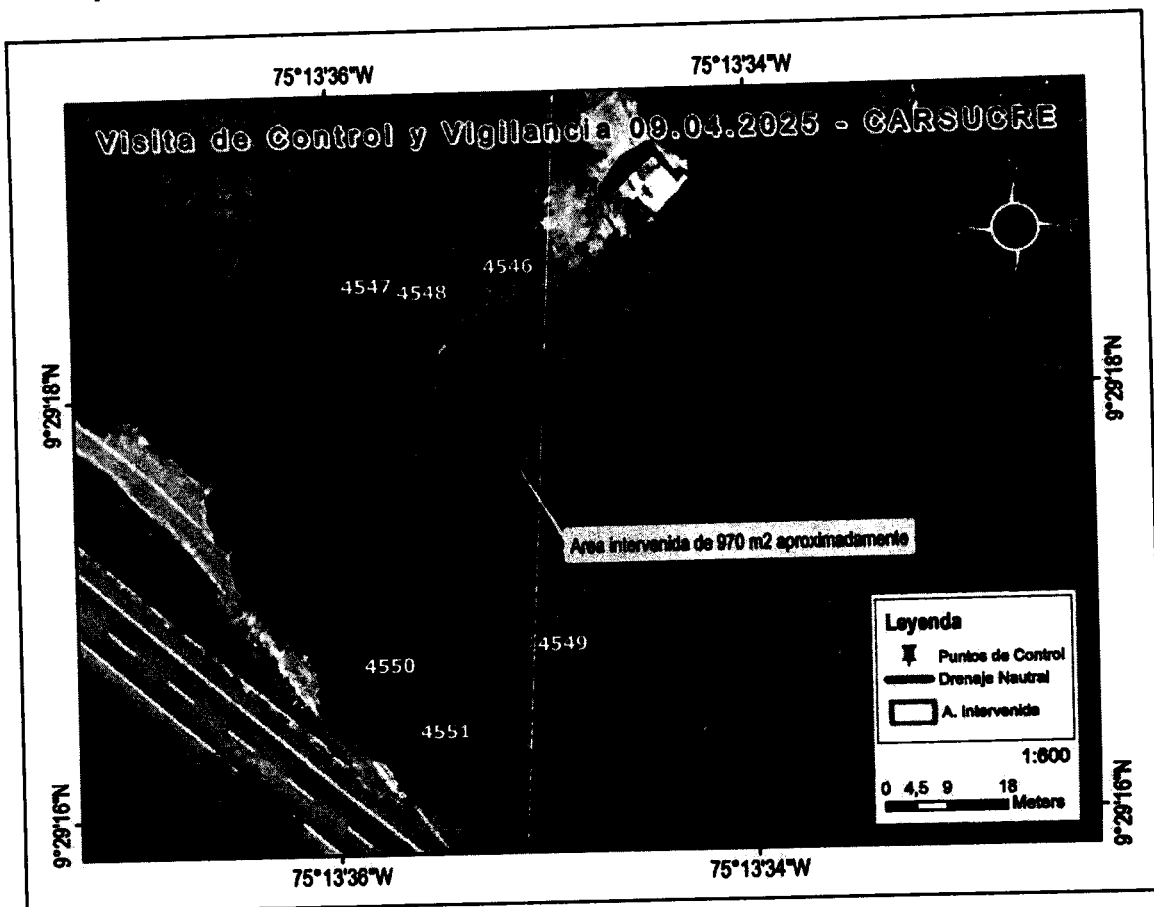 75°13'36"W 75°13'34"W
Visita de Control y Vigilancia 09.04.2025 - CARSUCRE
4546
4547 4548
9°29'18"N 9°29'18"N
Area intervenida de 970 m2 aproximadamente
4549
4550
4551
Leyenda
Puntos de Control
Drenaje Nautral
A. Intervenida
1:600
0 4,5 9 18
Meters
9°29'16"N 9°29'16"N
75°13'36"W 75°13'34"W